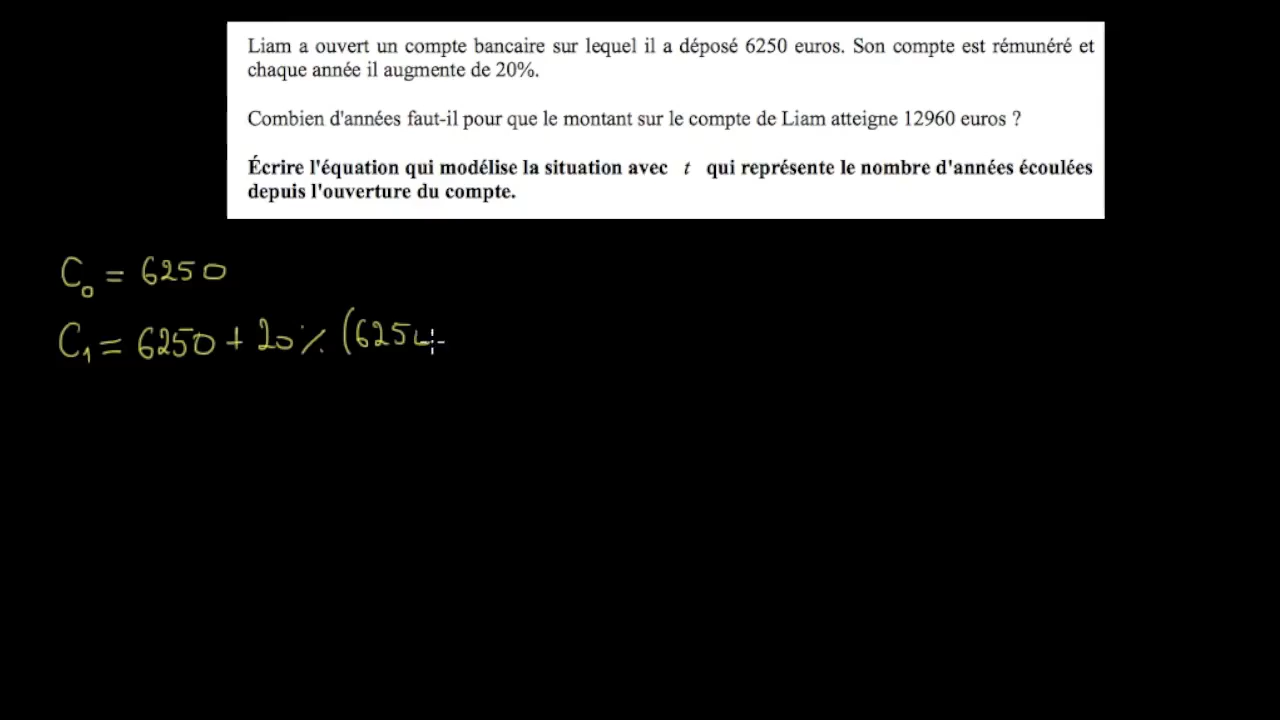 Liam a ouvert un compte bancaire sur lequel il a déposé 6250 euros. Son compte est rémunéré et
chaque année il augmente de 20%.
Combien d'années faut-il pour que le montant sur le compte de Liam atteigne 12960 euros ?
Écrire l'équation qui modélise la situation avec t qui représente le nombre d'années écoulées
depuis l'ouverture du compte.
C₀ = 6250
C₁ = 6250 + 20% (625